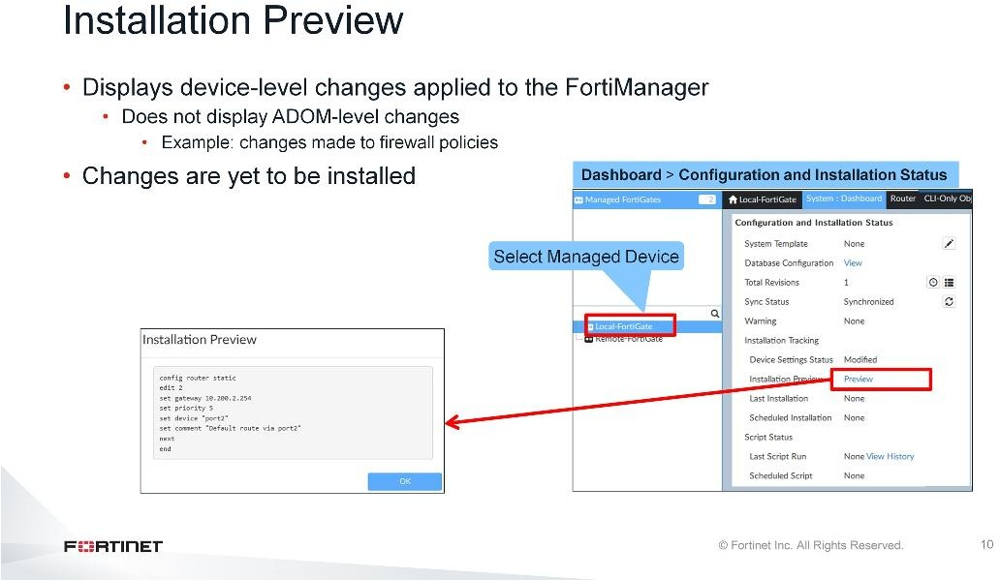 Installation Preview
• Displays device-level changes applied to the FortiManager
• Does not display ADOM-level changes
• Example: changes made to firewall policies
• Changes are yet to be installed
Dashboard > Configuration and Installation Status
Managed FortiGates 2
Local-FortiGate System : Dashboard Router CLI-Only Obj
Select Managed Device
Local-FortiGate
Remote-FortiGate
Configuration and Installation Status
System Template None
Database Configuration View
Total Revisions 1
Sync Status Synchronized
Warning None
Installation Tracking
Device Settings Status Modified
Installation Preview Preview
Last Installation None
Scheduled Installation None
Script Status
Last Script Run None View History
Scheduled Script None
Installation Preview
config router static
edit 2
set gateway 10.200.2.254
set priority 5
set device "port2"
set comment "Default route via port2"
next
end
OK
FORTINET
© Fortinet Inc. All Rights Reserved.
10